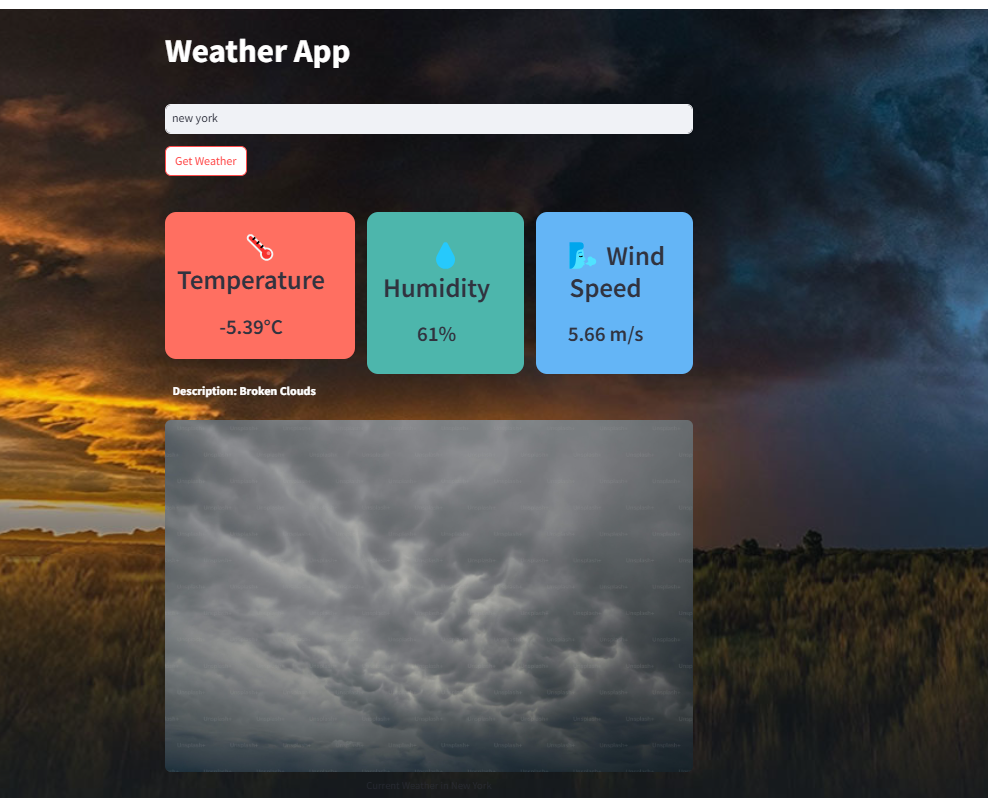 Weather App
new york
Get Weather
Temperature
-5.39°C
Humidity
61%
Wind
Speed
5.66 m/s
Description: Broken Clouds
Unsplash+
Current Weather in New York